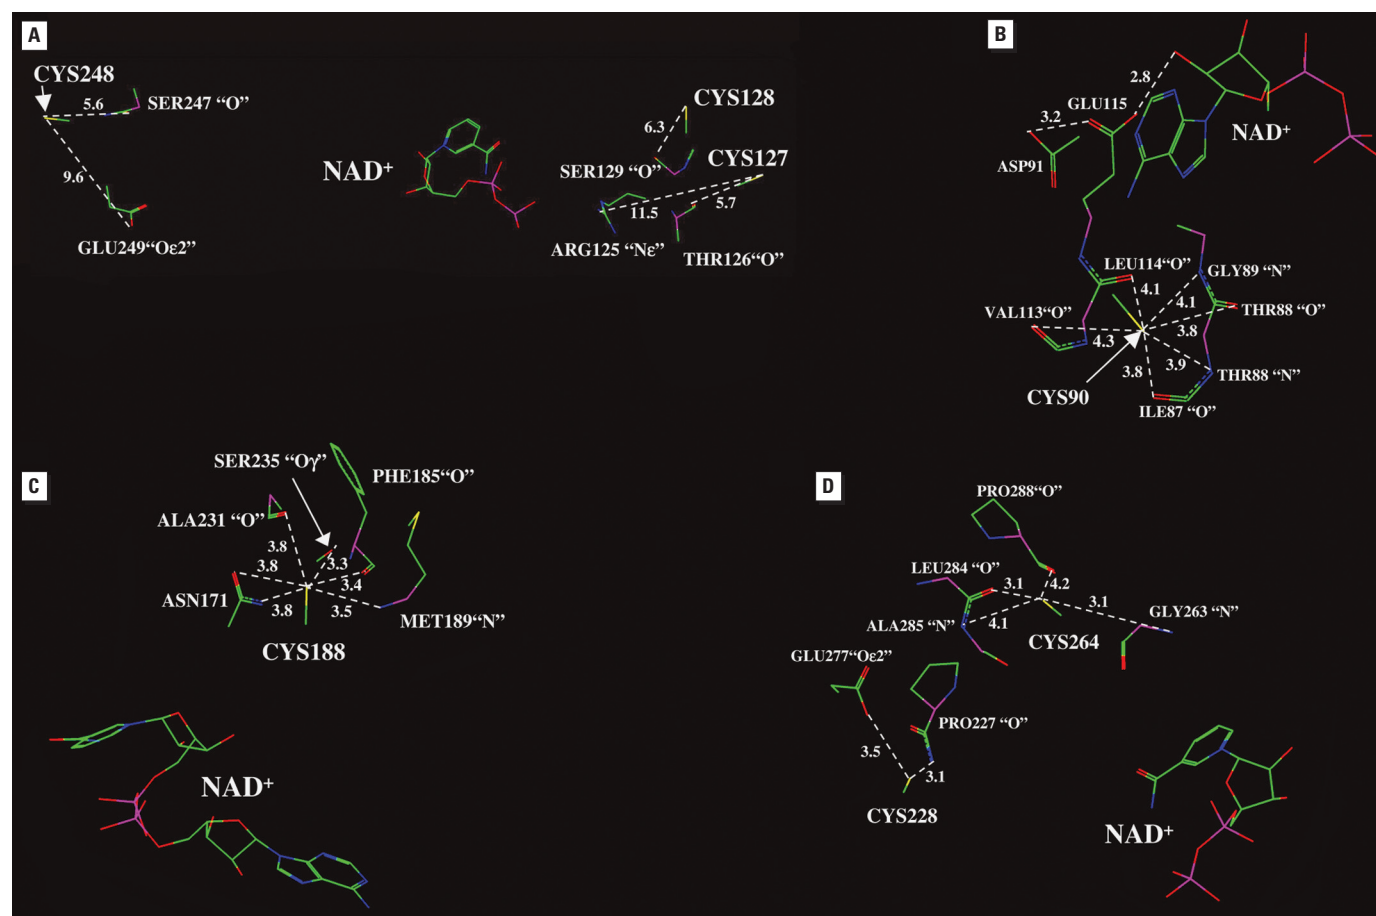 A
CYS248
5.6
SER247 “O”
9.6
GLU249“Oε2”
NAD+
CYS128
6.3
SER129 “O”
CYS127
11.5
5.7
ARG125 “Nε”
THR126“O”
B
2.8
GLU115
3.2
NAD+
ASP91
LEU114“O”
GLY89 “N”
4.1
4.1
VAL113“O”
THR88 “O”
3.8
4.3
3.9
3.8
THR88 “N”
CYS90
ILE87 “O”
C
SER235 “Oγ”
PHE185“O”
ALA231 “O”
3.8
3.8
3.3
3.4
ASN171
3.8
3.5
MET189“N”
CYS188
NAD+
D
PRO288“O”
LEU284 “O”
3.1
4.2
3.1
GLY263 “N”
ALA285 “N”
4.1
CYS264
GLU277“Oε2”
PRO227 “O”
3.5
3.1
CYS228
NAD+